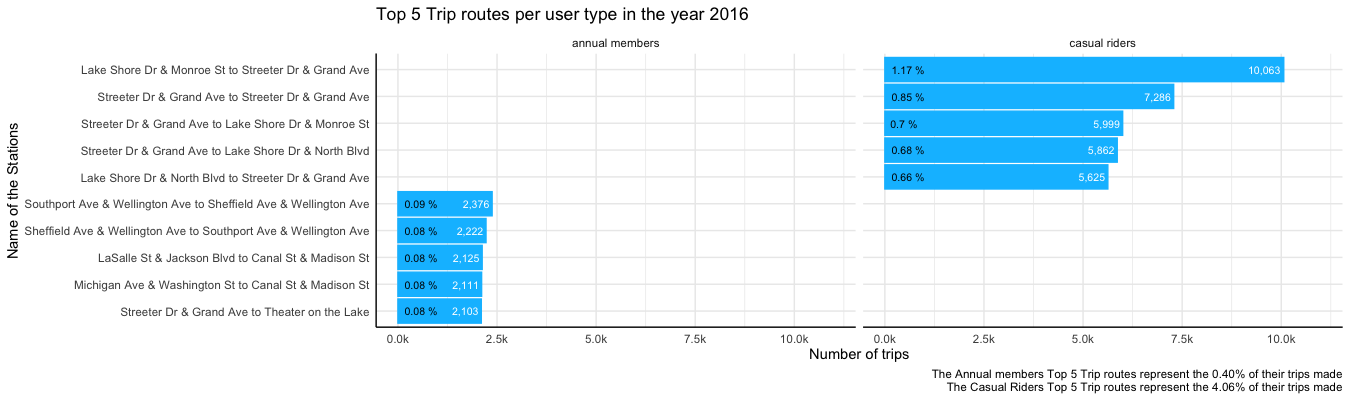 Top 5 Trip routes per user type in the year 2016
annual members
casual riders
Name of the Stations
Lake Shore Dr & Monroe St to Streeter Dr & Grand Ave 1.17 % 10,063
Streeter Dr & Grand Ave to Streeter Dr & Grand Ave 0.85 % 7,286
Streeter Dr & Grand Ave to Lake Shore Dr & Monroe St 0.7 % 5,999
Streeter Dr & Grand Ave to Lake Shore Dr & North Blvd 0.68 % 5,862
Lake Shore Dr & North Blvd to Streeter Dr & Grand Ave 0.66 % 5,625
Southport Ave & Wellington Ave to Sheffield Ave & Wellington Ave 0.09 % 2,376
Sheffield Ave & Wellington Ave to Southport Ave & Wellington Ave 0.08 % 2,222
LaSalle St & Jackson Blvd to Canal St & Madison St 0.08 % 2,125
Michigan Ave & Washington St to Canal St & Madison St 0.08 % 2,111
Streeter Dr & Grand Ave to Theater on the Lake 0.08 % 2,103
0.0k 2.5k 5.0k 7.5k 10.0k 0.0k 2.5k 5.0k 7.5k 10.0k
Number of trips
The Annual members Top 5 Trip routes represent the 0.40% of their trips made
The Casual Riders Top 5 Trip routes represent the 4.06% of their trips made